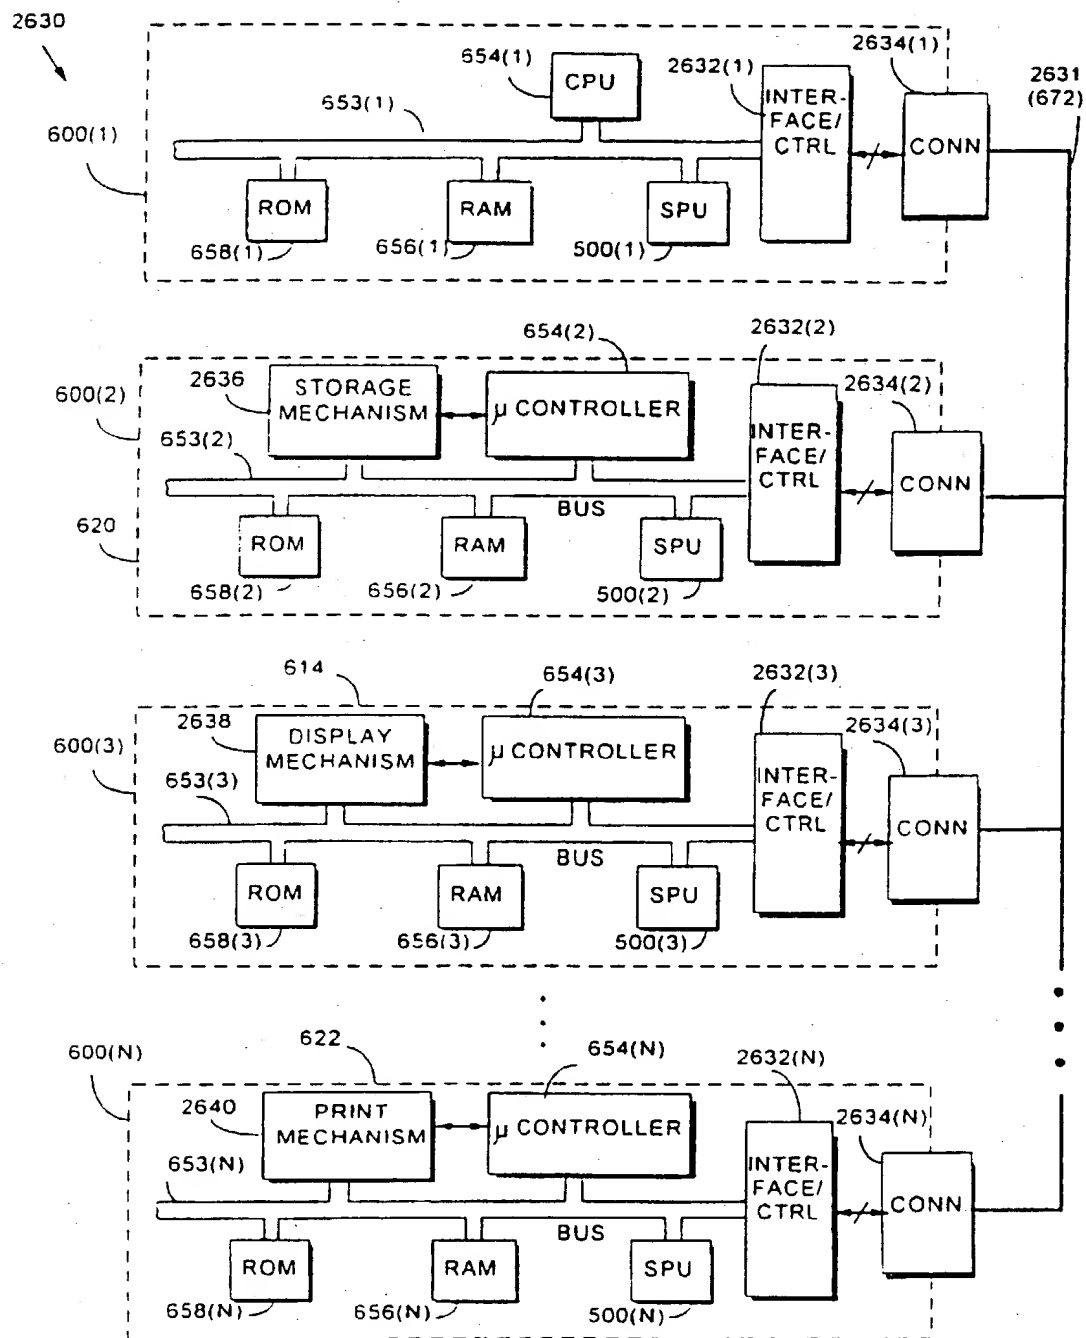 2630
654(1)
2632(1)
2634(1)
2631
(672)
600(1)
653(1)
CPU
INTER-
FACE/
CTRL
CONN
ROM
RAM
SPU
658(1)
656(1)
500(1)
654(2)
2632(2)
2634(2)
600(2)
2636
STORAGE
MECHANISM
µ CONTROLLER
653(2)
INTER-
FACE/
CTRL
CONN
BUS
620
ROM
RAM
SPU
658(2)
656(2)
500(2)
614
654(3)
2632(3)
2634(3)
600(3)
2638
DISPLAY
MECHANISM
µ CONTROLLER
653(3)
INTER-
FACE/
CTRL
CONN
BUS
ROM
RAM
SPU
658(3)
656(3)
500(3)
622
654(N)
2632(N)
2634(N)
600(N)
2640
PRINT
MECHANISM
µ CONTROLLER
653(N)
INTER-
FACE/
CTRL
CONN
BUS
ROM
RAM
SPU
658(N)
656(N)
500(N)